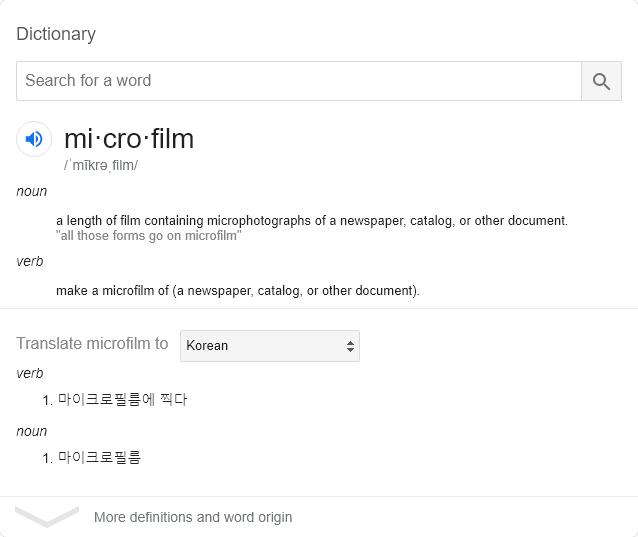 Dictionary
Search for a word
mi·cro·film
/ˈmīkrəˌfilm/
noun
a length of film containing microphotographs of a newspaper, catalog, or other document.
"all those forms go on microfilm"
verb
make a microfilm of (a newspaper, catalog, or other document).
Translate microfilm to Korean
verb
1. 마이크로필름에 찍다
noun
1. 마이크로필름
More definitions and word origin